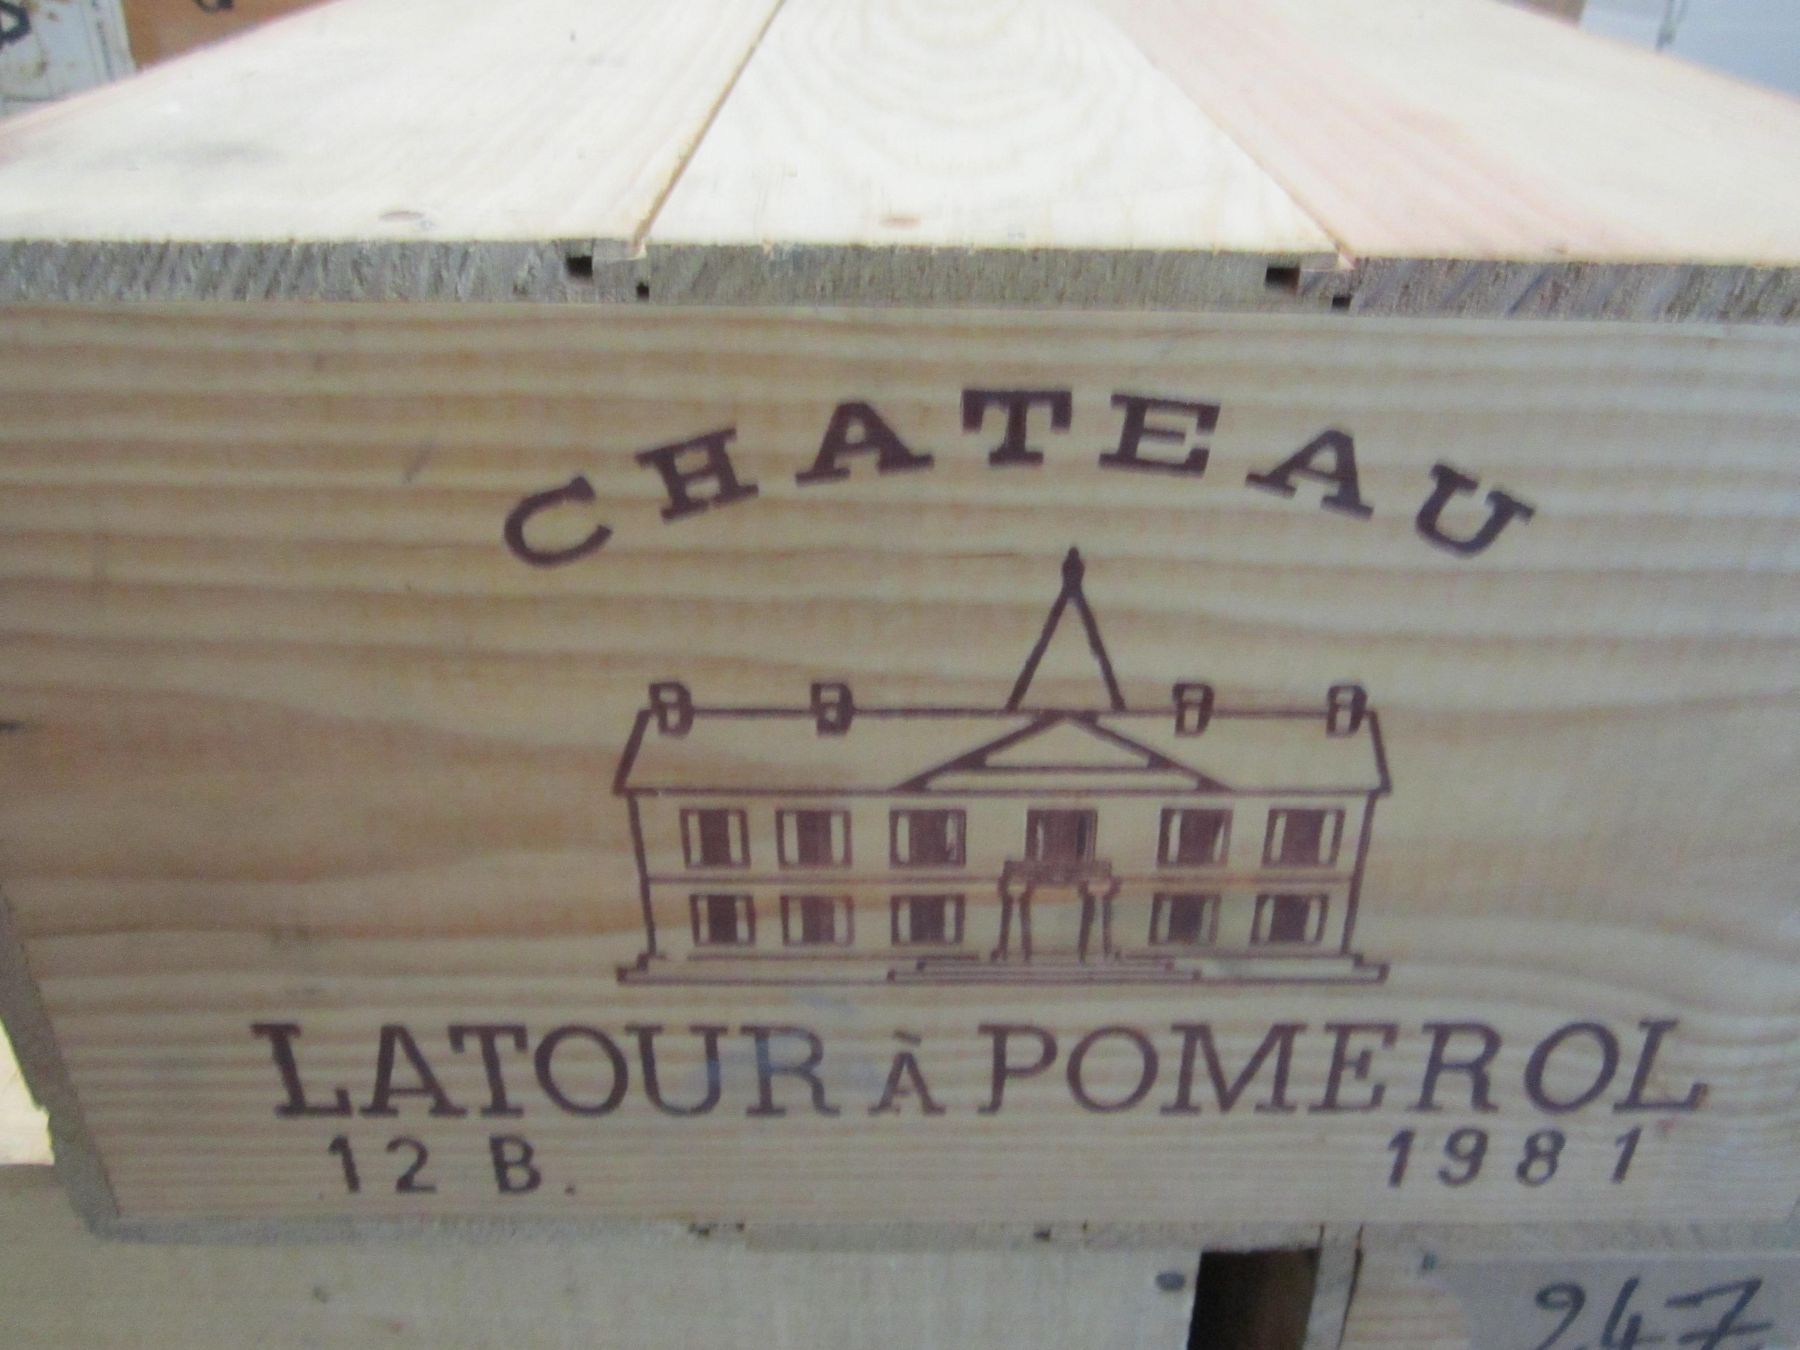 CHATEAU
LATOUR À POMEROL
12 B. 1981
247